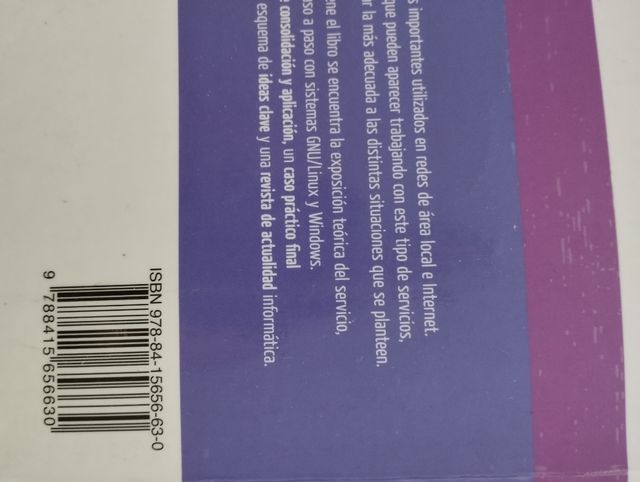 s importantes utilizados en redes de área local e Internet.
que pueden aparecer trabajando con este tipo de servicios,
r la más adecuada a las distintas situaciones que se planteen.
ne el libro se encuentra la exposición teórica del servicio,
so a paso con sistemas GNU/Linux y Windows.
e consolidación y aplicación, un caso práctico final
esquema de ideas clave y una revista de actualidad informática.
ISBN 978-84-15656-63-0
9 788415 656630